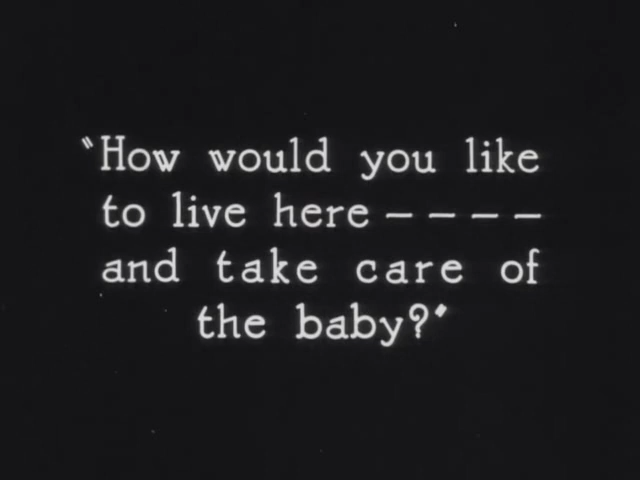 "How would you like
to live here – – – –
and take care of
the baby?"